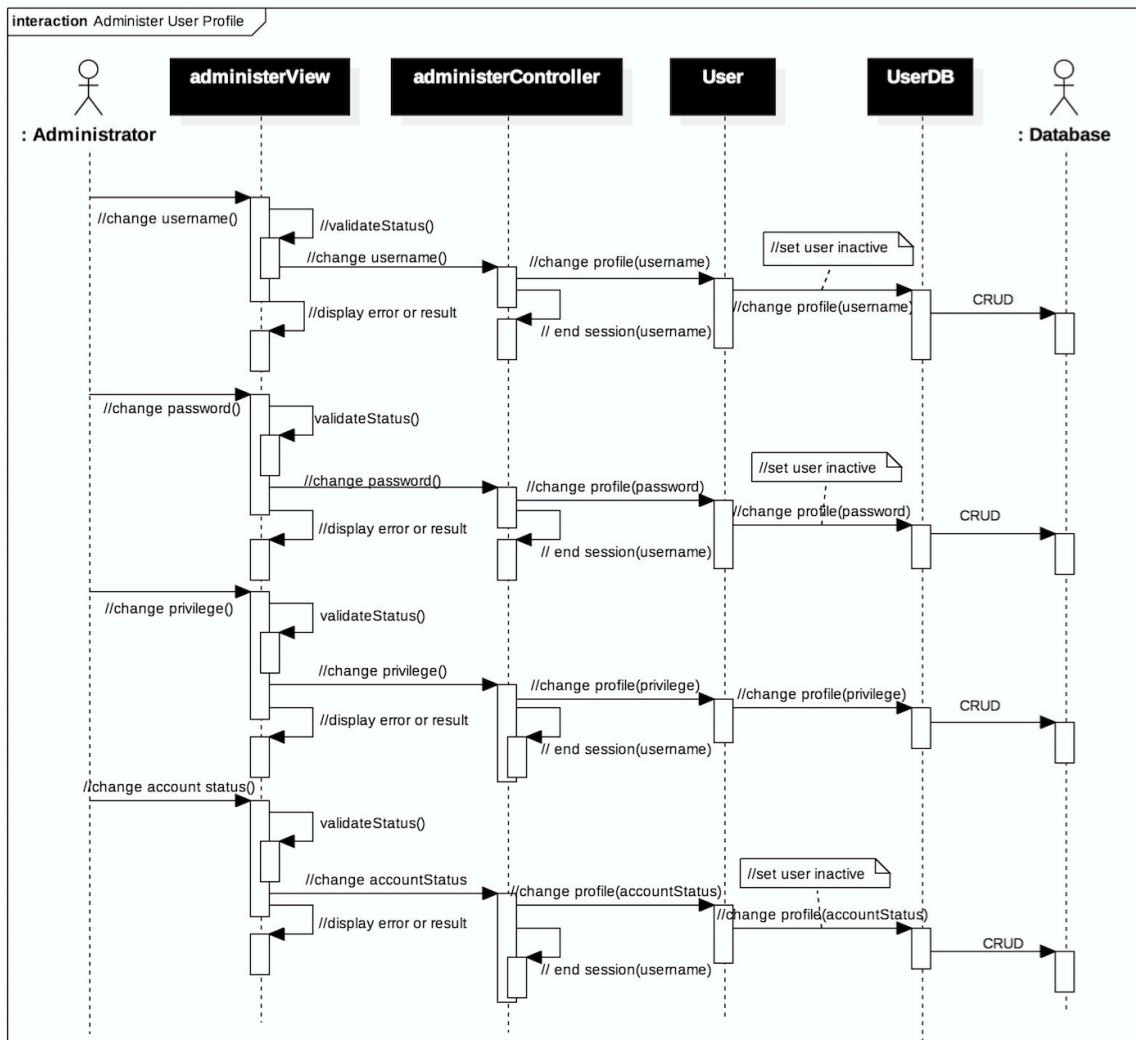 interaction Administer User Profile
administerView
administerController
User
UserDB
: Administrator
: Database
//change username()
//validateStatus()
//set user inactive
//change username()
//change profile(username)
CRUD
//change profile(username)
//display error or result
// end session(username)
//change password()
validateStatus()
//set user inactive
//change password()
//change profile(password)
//change profile(password)
CRUD
//display error or result
// end session(username)
//change privilege()
validateStatus()
//change privilege()
//change profile(privilege)
//change profile(privilege)
CRUD
//display error or result
// end session(username)
//change account status()
validateStatus()
//set user inactive
//change accountStatus
//change profile(accountStatus)
//change profile(accountStatus)
//display error or result
CRUD
// end session(username)